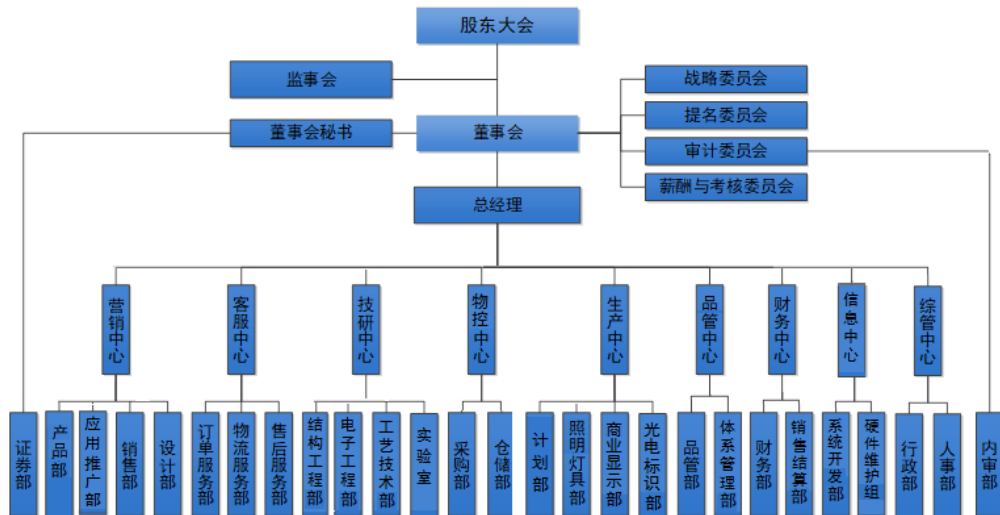 股东大会
监事会
战略委员会
提名委员会
董事会秘书
董事会
审计委员会
薪酬与考核委员会
总经理
营销中心
客服中心
技研中心
物控中心
生产中心
品管中心
财务中心
信息中心
综管中心
证券部
产品部
应用推广部
销售部
设计部
订单服务部
物流服务部
售后服务部
结构工程部
电子工程部
工艺技术部
实验室
采购部
仓储部
计划部
照明灯具部
商业显示部
光电标识部
品管部
体系管理部
财务部
销售结算部
系统开发部
硬件维护组
行政部
人事部
内审部